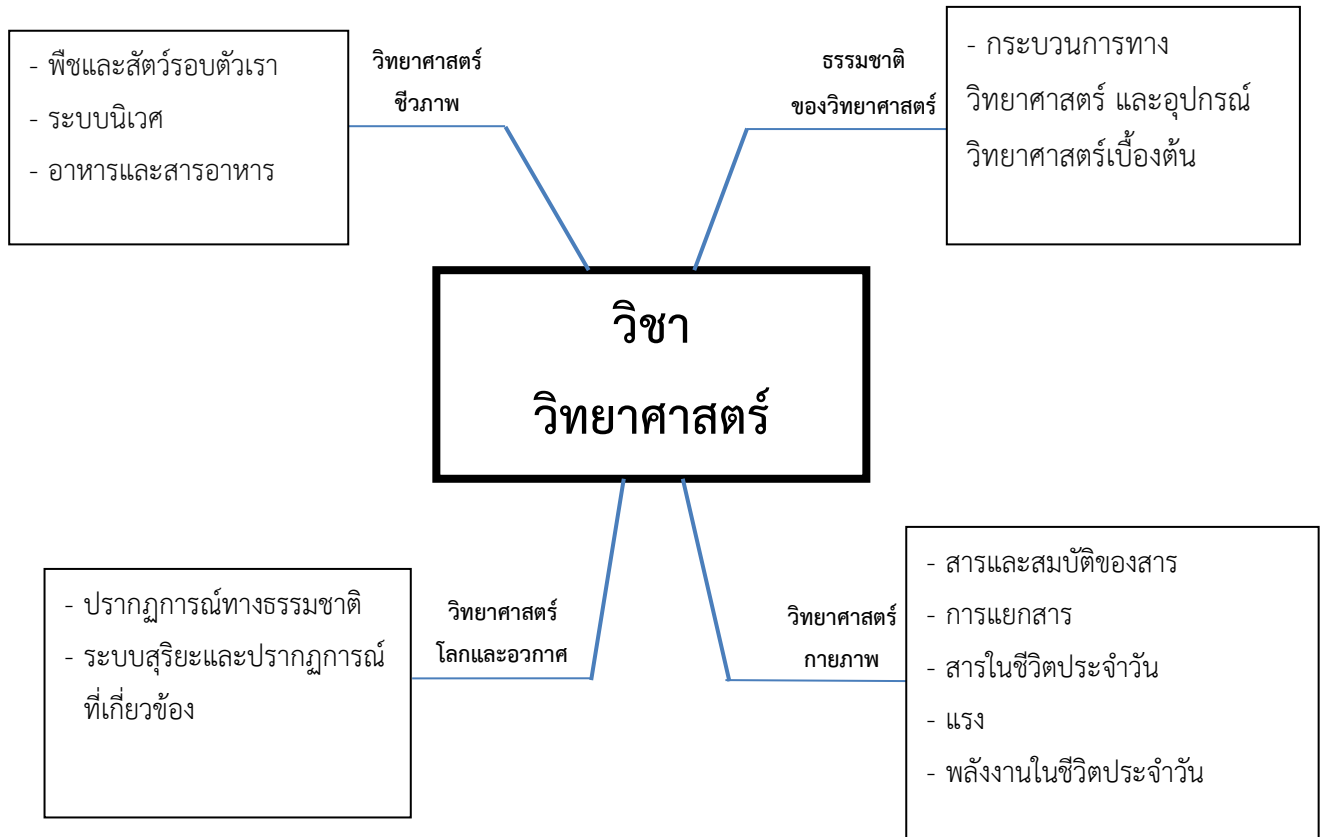 - พืชและสัตว์รอบตัวเรา
- ระบบนิเวศ
- อาหารและสารอาหาร
วิทยาศาสตร์
ชีวภาพ
ธรรมชาติ
ของวิทยาศาสตร์
- กระบวนการทาง
วิทยาศาสตร์ และอุปกรณ์
วิทยาศาสตร์เบื้องต้น
วิชา
วิทยาศาสตร์
- ปรากฏการณ์ทางธรรมชาติ
- ระบบสุริยะและปรากฏการณ์
ที่เกี่ยวข้อง
วิทยาศาสตร์
โลกและอวกาศ
วิทยาศาสตร์
กายภาพ
- สารและสมบัติของสาร
- การแยกสาร
- สารในชีวิตประจำวัน
- แรง
- พลังงานในชีวิตประจำวัน